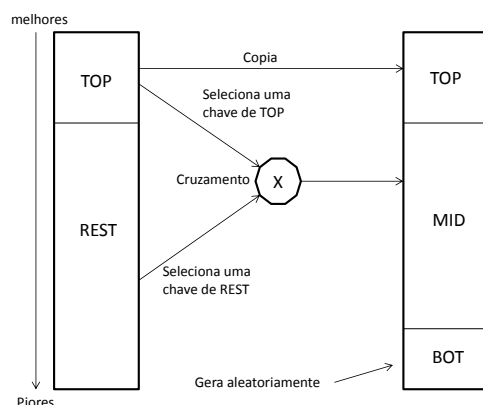 melhores
Copia
TOP
TOP
Seleciona uma
chave de TOP
Cruzamento
X
REST
MID
Seleciona uma
chave de REST
BOT
Gera aleatoriamente
Piores